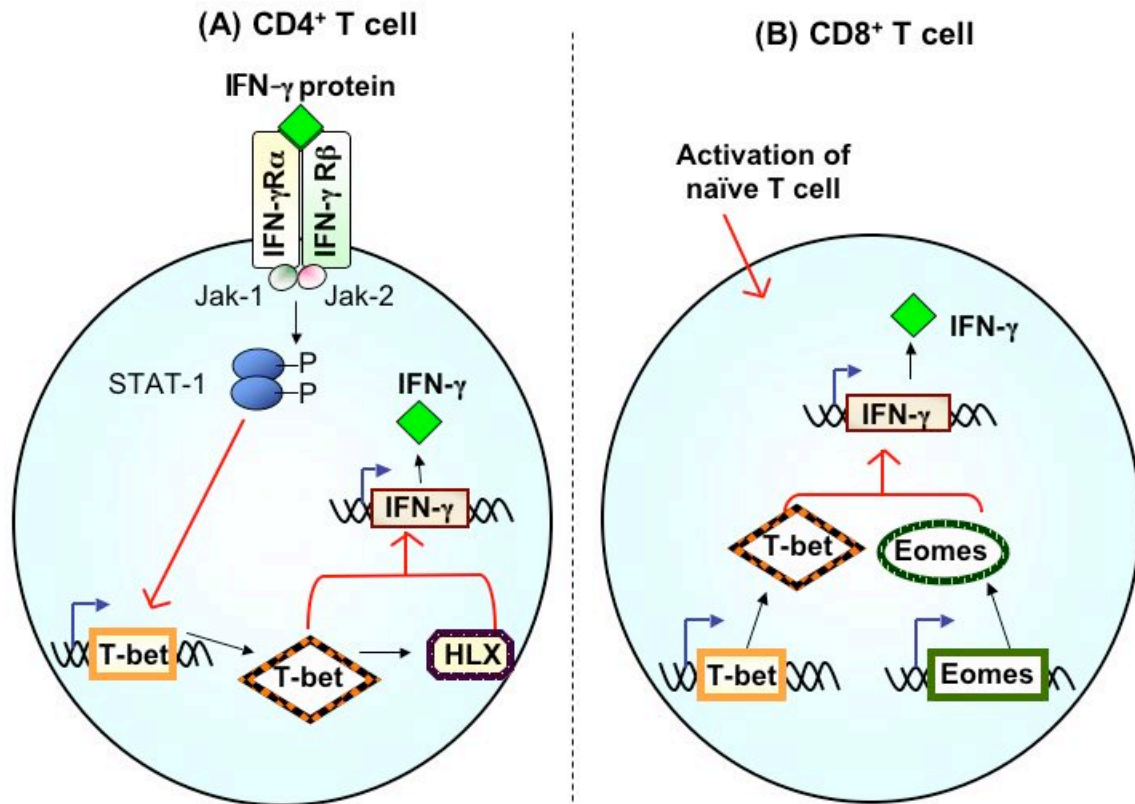 (A) CD4⁺ T cell
IFN-γ protein
IFN-γRα
IFN-γ Rβ
Jak-1
Jak-2
STAT-1
P
P
IFN-γ
IFN-γ
T-bet
T-bet
HLX
(B) CD8⁺ T cell
Activation of
naïve T cell
IFN-γ
IFN-γ
T-bet
Eomes
T-bet
Eomes